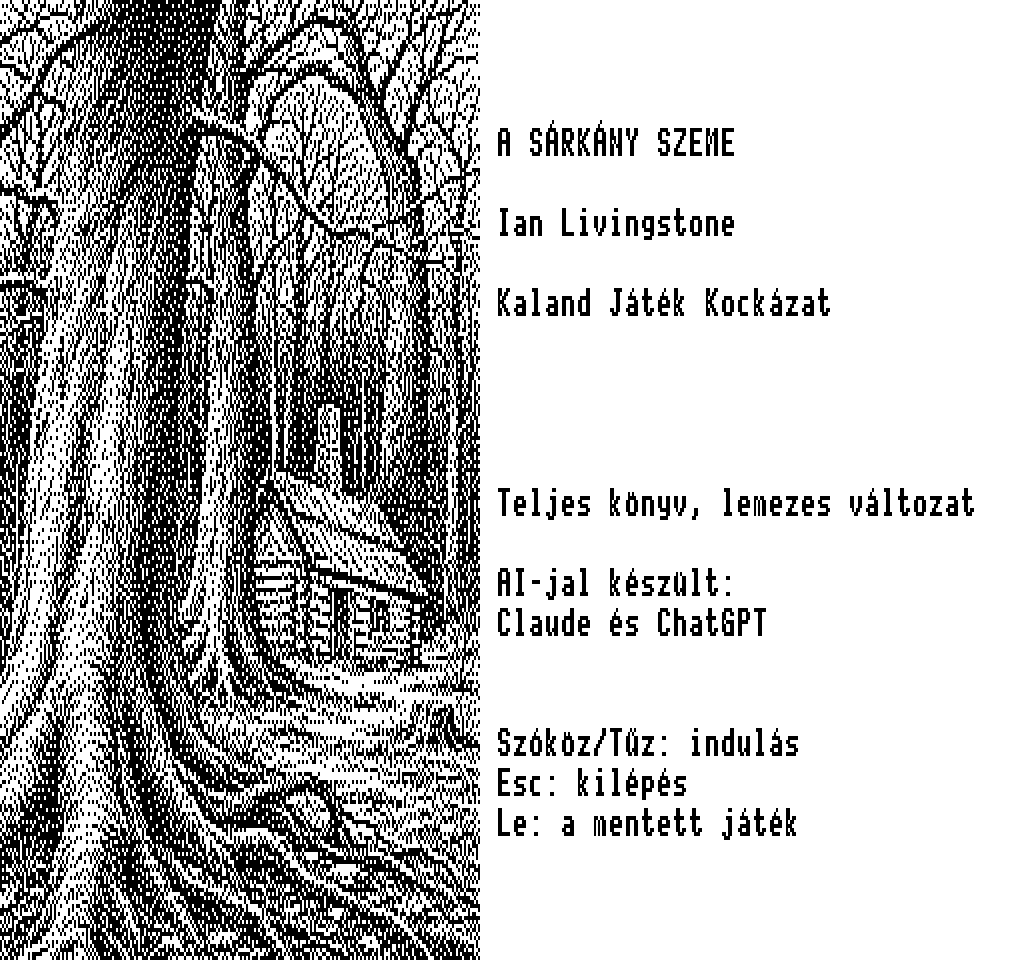 A SÁRKÁNY SZEME
Ian Livingstone
Kaland Játék Kockázat
Teljes könyv, lemezes változat
AI-jal készült:
Claude és ChatGPT
Szóköz/Tűz: indulás
Esc: kilépés
Le: a mentett játék